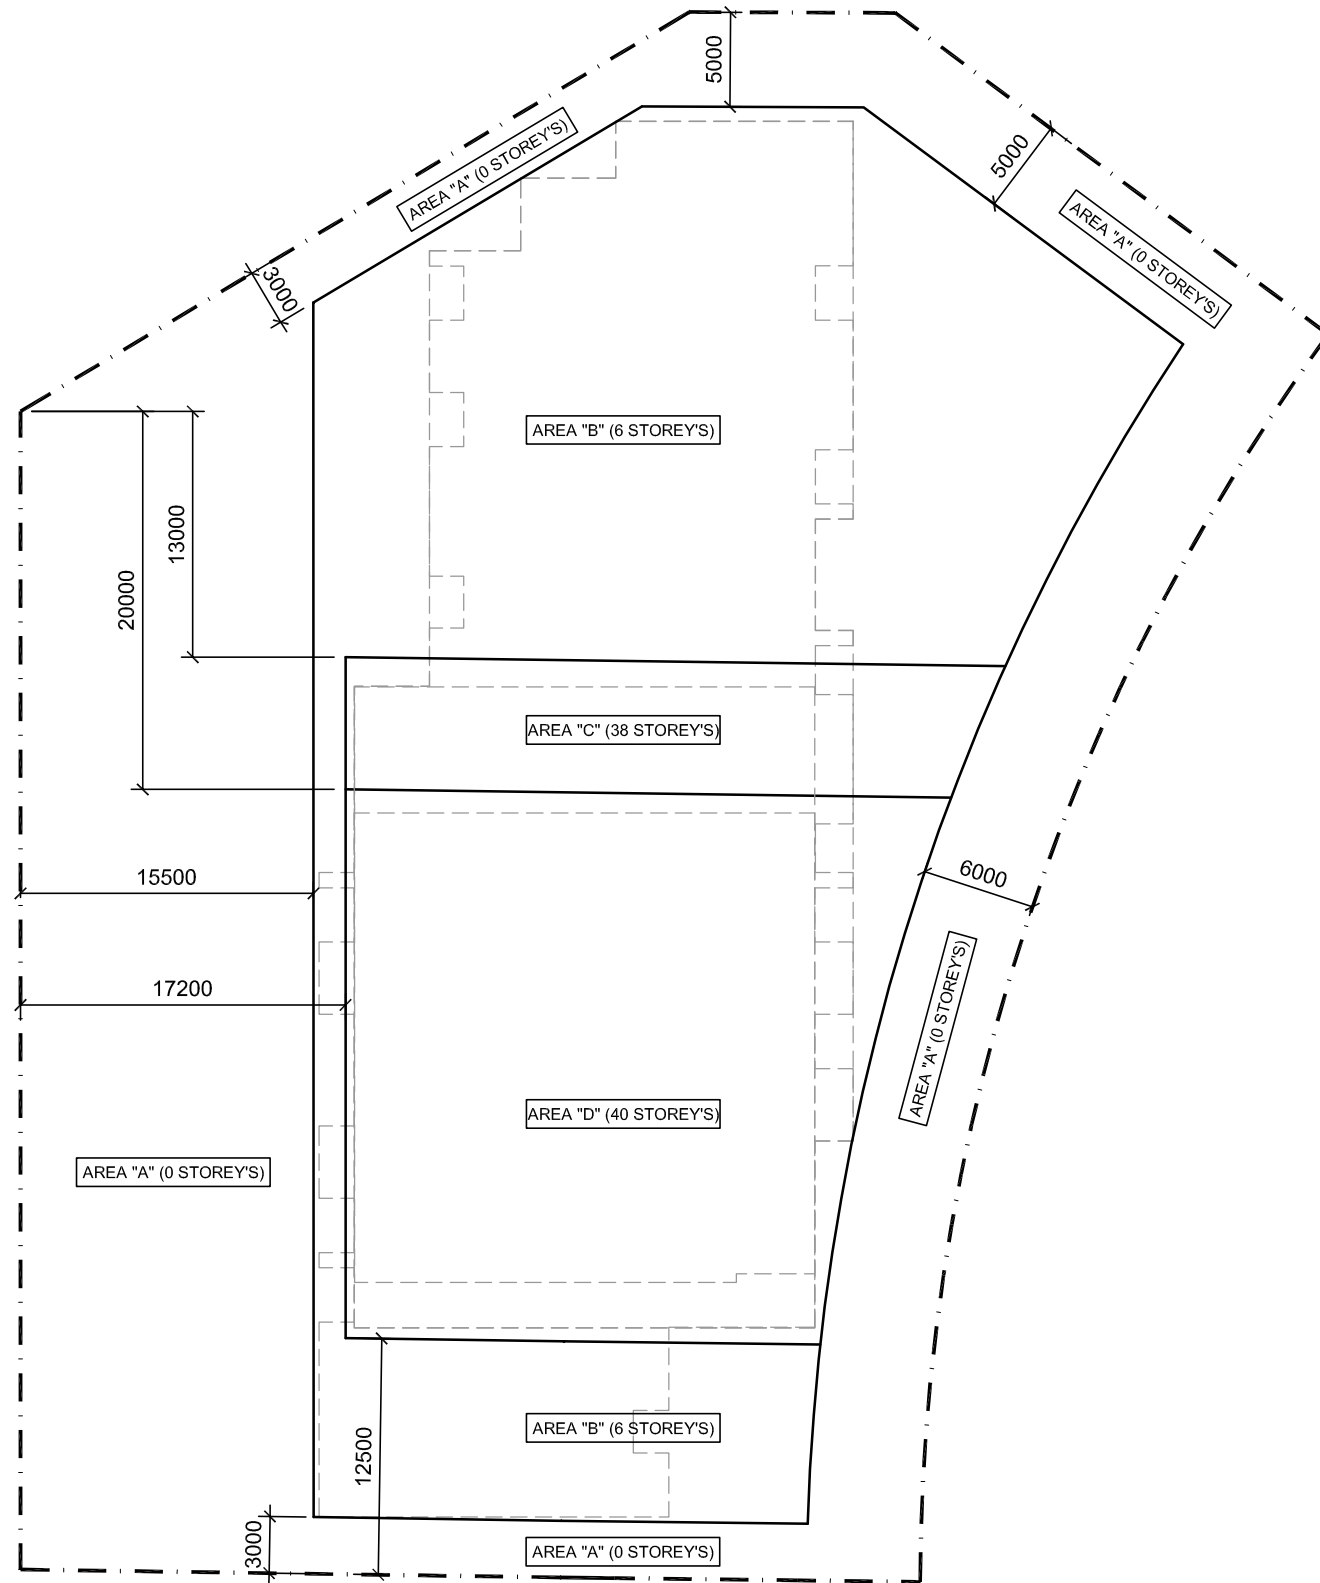 5000
AREA "A" (0 STOREY'S)
5000
AREA "A" (0 STOREY'S)
3000
AREA "B" (6 STOREY'S)
13000
20000
AREA "C" (38 STOREY'S)
15500
6000
17200
AREA "A" (0 STOREY'S)
AREA "D" (40 STOREY'S)
AREA "A" (0 STOREY'S)
AREA "B" (6 STOREY'S)
12500
3000
AREA "A" (0 STOREY'S)